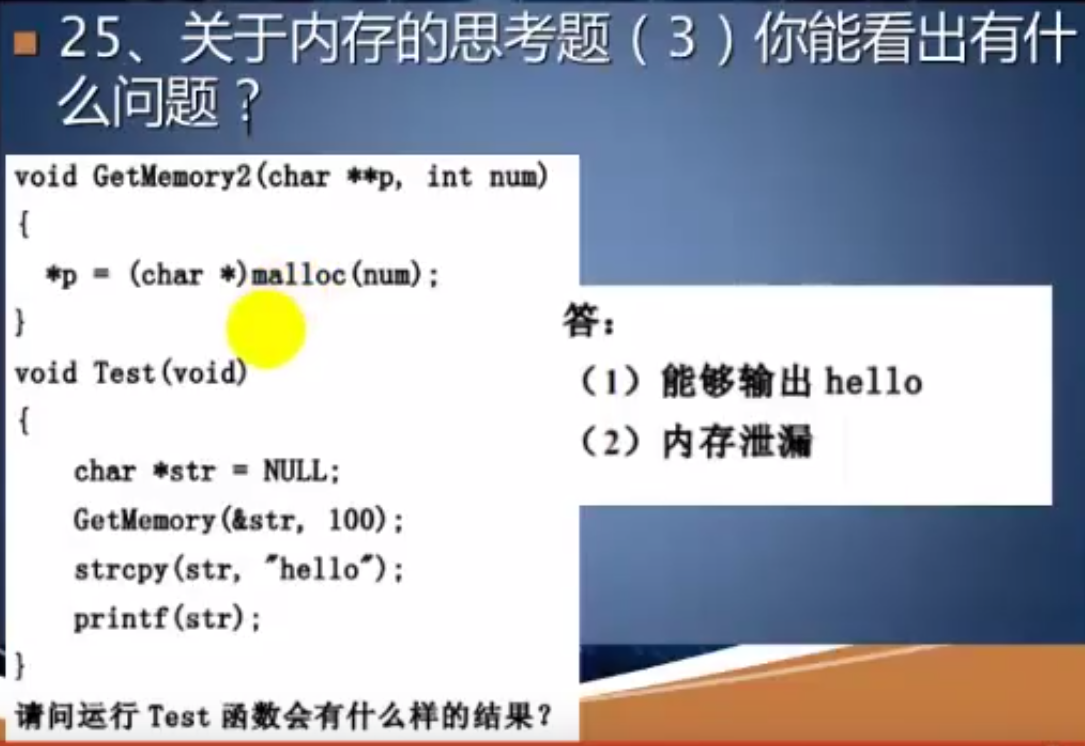 25、关于内存的思考题（3）你能看出有什
么问题？
void GetMemory2(char **p, int num)
{
*p = (char *)malloc(num);
}
void Test(void)
{
char *str = NULL;
GetMemory(&str, 100);
strcpy(str, "hello");
printf(str);
}
请问运行 Test 函数会有什么样的结果？
答：
（1）能够输出 hello
（2）内存泄漏